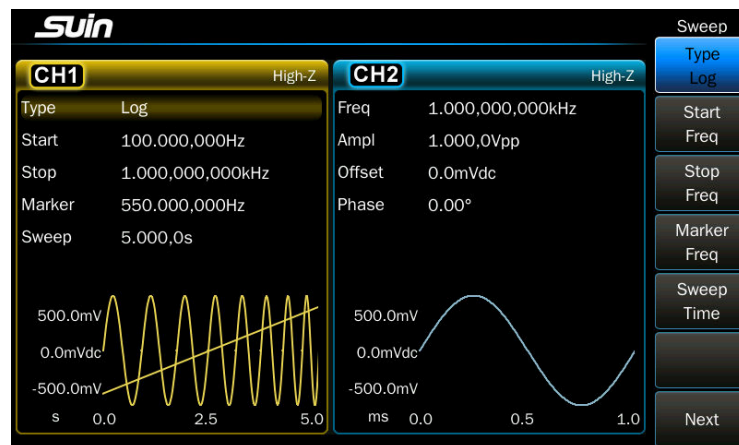 SUin
Sweep
Type
Log
Start
Freq
Stop
Freq
Marker
Freq
Sweep
Time
Next
CH1 High-Z
Type Log
Start 100.000,000Hz
Stop 1.000,000,000kHz
Marker 550.000,000Hz
Sweep 5.000,0s
500.0mV
0.0mVdc
-500.0mV
s 0.0 2.5 5.0
CH2 High-Z
Freq 1.000,000,000kHz
Ampl 1.000,0Vpp
Offset 0.0mVdc
Phase 0.00°
500.0mV
0.0mVdc
-500.0mV
ms 0.0 0.5 1.0